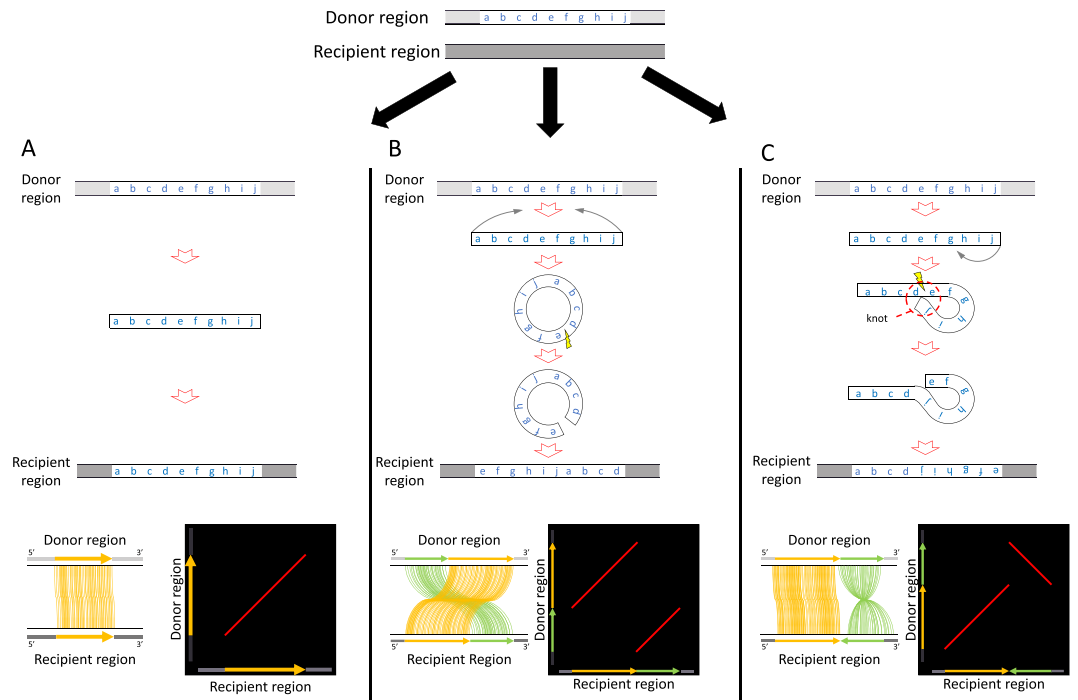 Donor region
a b c d e f g h i j
Recipient region
A
Donor region
a b c d e f g h i j
a b c d e f g h i j
Recipient region
a b c d e f g h i j
5’ Donor region 3’
5’ 3’
Recipient region
Donor region
Recipient region
B
Donor region
a b c d e f g h i j
a b c d e f g h i j
a b c d e f g h i j
a b c d e f g h i j
Recipient region
e f g h i j a b c d
5’ Donor region 3’
5’ 3’
Recipient Region
Donor region
Recipient region
C
Donor region
a b c d e f g h i j
a b c d e f g h i j
a b c d e f g h i j
knot
e f g h i j
a b c d
Recipient region
a b c d j i h g f e
5’ Donor region 3’
5’ 3’
Recipient region
Donor region
Recipient region